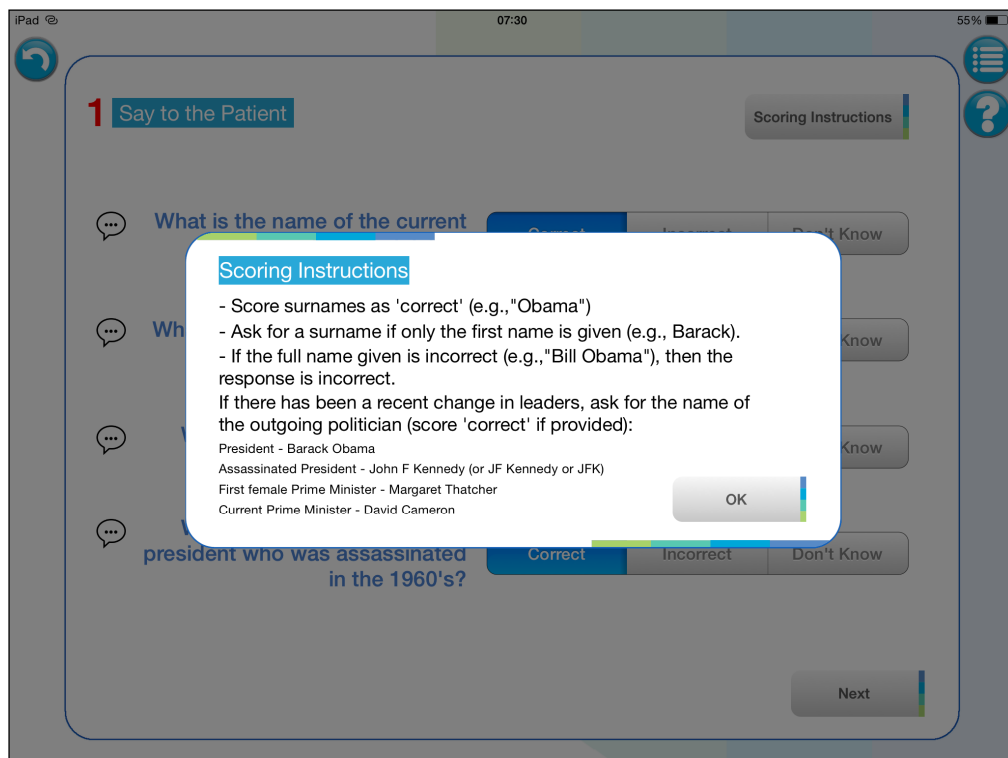 iPad
07:30
55%
1 Say to the Patient
Scoring Instructions
What is the name of the current
Correct Incorrect Don't Know
Scoring Instructions
- Score surnames as 'correct' (e.g.,"Obama")
- Ask for a surname if only the first name is given (e.g., Barack).
- If the full name given is incorrect (e.g.,"Bill Obama"), then the
response is incorrect.
If there has been a recent change in leaders, ask for the name of
the outgoing politician (score 'correct' if provided):
President - Barack Obama
Assassinated President - John F Kennedy (or JF Kennedy or JFK)
First female Prime Minister - Margaret Thatcher
Current Prime Minister - David Cameron
OK
Know
Know
president who was assassinated
in the 1960's?
Correct Incorrect Don't Know
Next